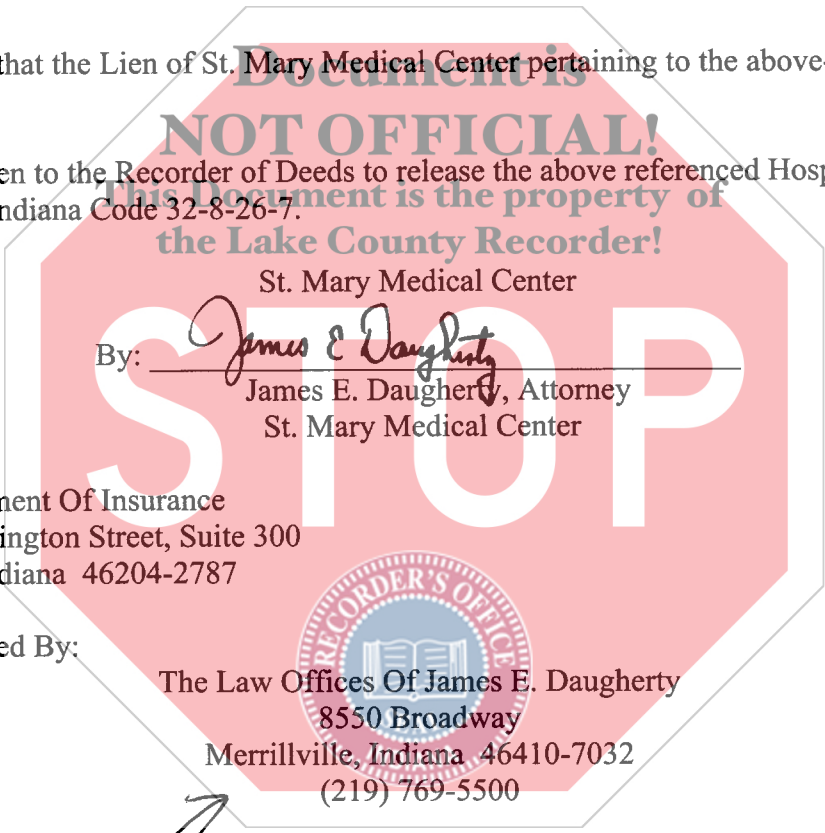 that the Lien of St. Mary Medical Center pertaining to the above-
Document is
NOT OFFICIAL!
en to the Recorder of Deeds to release the above referenced Hosp
This Document is the property of
ndiana Code 32-8-26-7.
the Lake County Recorder!
St. Mary Medical Center
STOP
By: James E Daugherty
James E. Daugherty, Attorney
St. Mary Medical Center
ment Of Insurance
ington Street, Suite 300
diana 46204-2787
RECORDER'S OFFICE
ed By:
The Law Offices Of James E. Daugherty
8550 Broadway
Merrillville, Indiana 46410-7032
INDIANA
(219) 769-5500